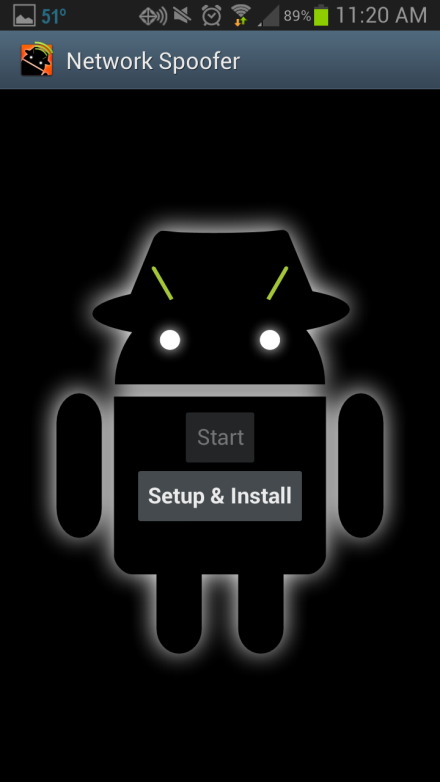 51° 89% 11:20 AM
Network Spoofer
Start
Setup & Install